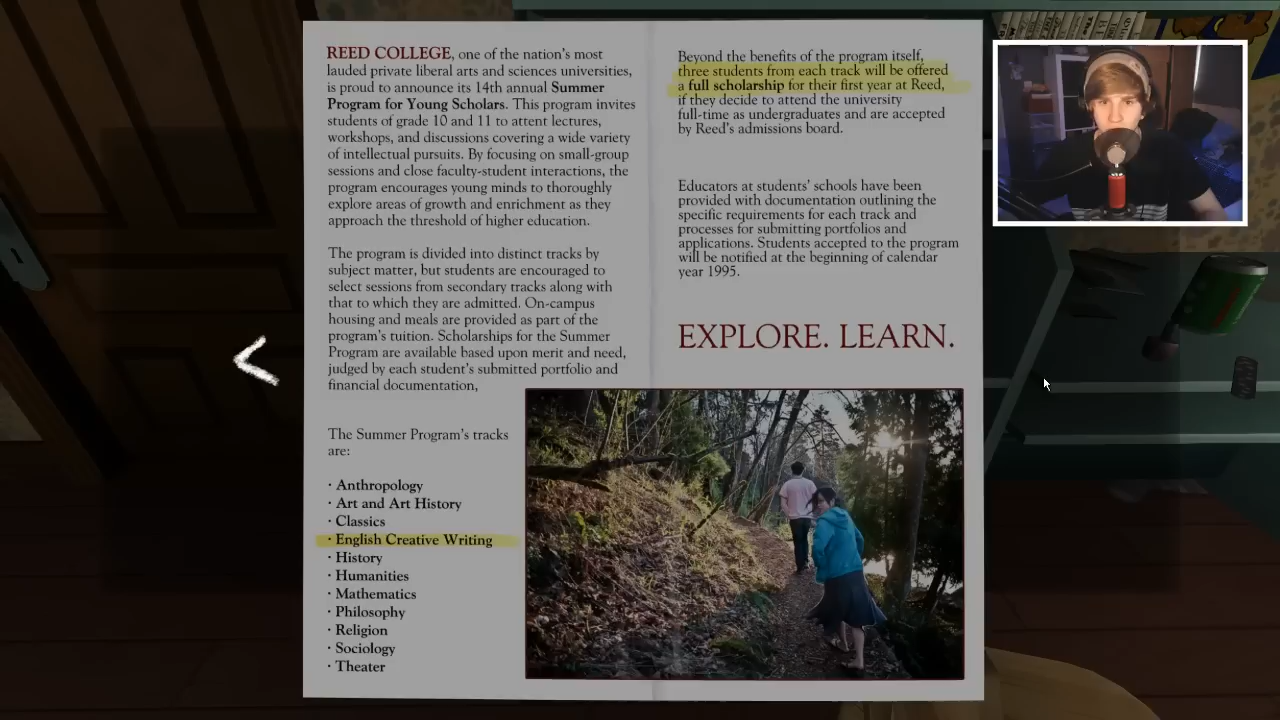 REED COLLEGE, one of the nation's most
lauded private liberal arts and sciences universities,
is proud to announce its 14th annual Summer
Program for Young Scholars. This program invites
students of grade 10 and 11 to attent lectures,
workshops, and discussions covering a wide variety
of intellectual pursuits. By focusing on small-group
sessions and close faculty-student interactions, the
program encourages young minds to thoroughly
explore areas of growth and enrichment as they
approach the threshold of higher education.
The program is divided into distinct tracks by
subject matter, but students are encouraged to
select sessions from secondary tracks along with
that to which they are admitted. On-campus
housing and meals are provided as part of the
program's tuition. Scholarships for the Summer
Program are available based upon merit and need,
judged by each student's submitted portfolio and
financial documentation,
The Summer Program's tracks
are:
· Anthropology
· Art and Art History
· Classics
· English Creative Writing
· History
· Humanities
· Mathematics
· Philosophy
· Religion
· Sociology
· Theater
Beyond the benefits of the program itself,
three students from each track will be offered
a full scholarship for their first year at Reed,
if they decide to attend the university
full-time as undergraduates and are accepted
by Reed's admissions board.
Educators at students' schools have been
provided with documentation outlining the
specific requirements for each track and
processes for submitting portfolios and
applications. Students accepted to the program
will be notified at the beginning of calendar
year 1995.
EXPLORE. LEARN.